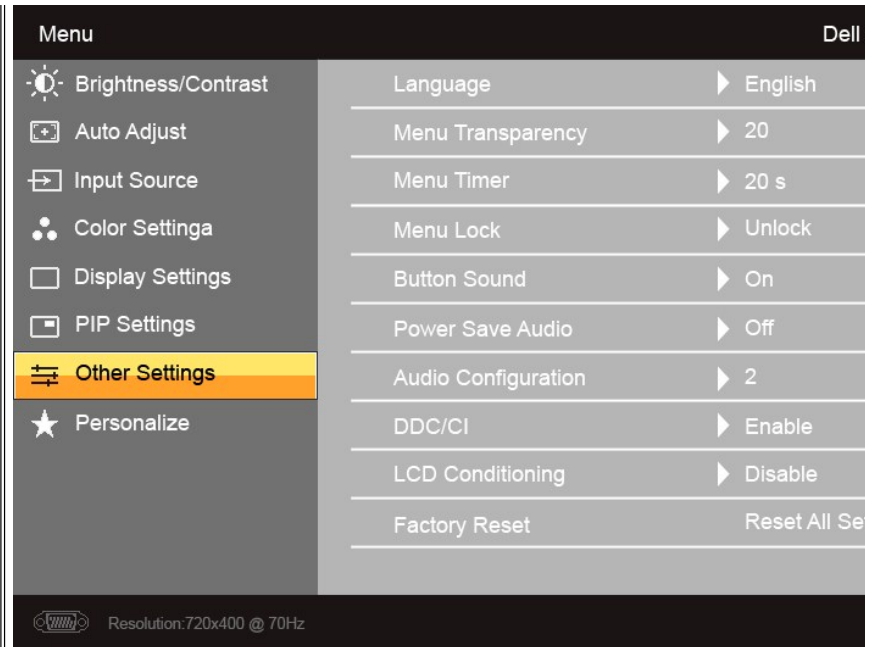 Menu Dell
Brightness/Contrast
Auto Adjust
Input Source
Color Settinga
Display Settings
PIP Settings
Other Settings
Personalize
Language English
Menu Transparency 20
Menu Timer 20 s
Menu Lock Unlock
Button Sound On
Power Save Audio Off
Audio Configuration 2
DDC/CI Enable
LCD Conditioning Disable
Factory Reset Reset All Se
Resolution:720x400 @ 70Hz